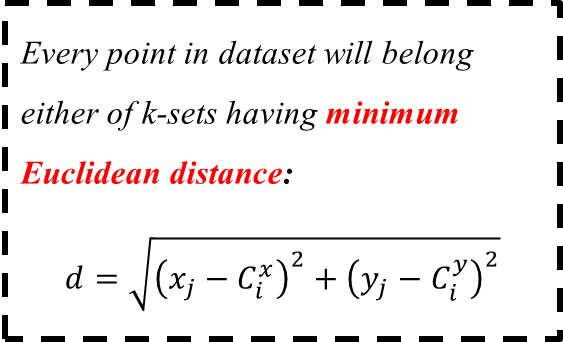 Every point in dataset will belong
either of k-sets having minimum
Euclidean distance:
d = √((x_j − C_i^x)^2 + (y_j − C_i^y)^2)